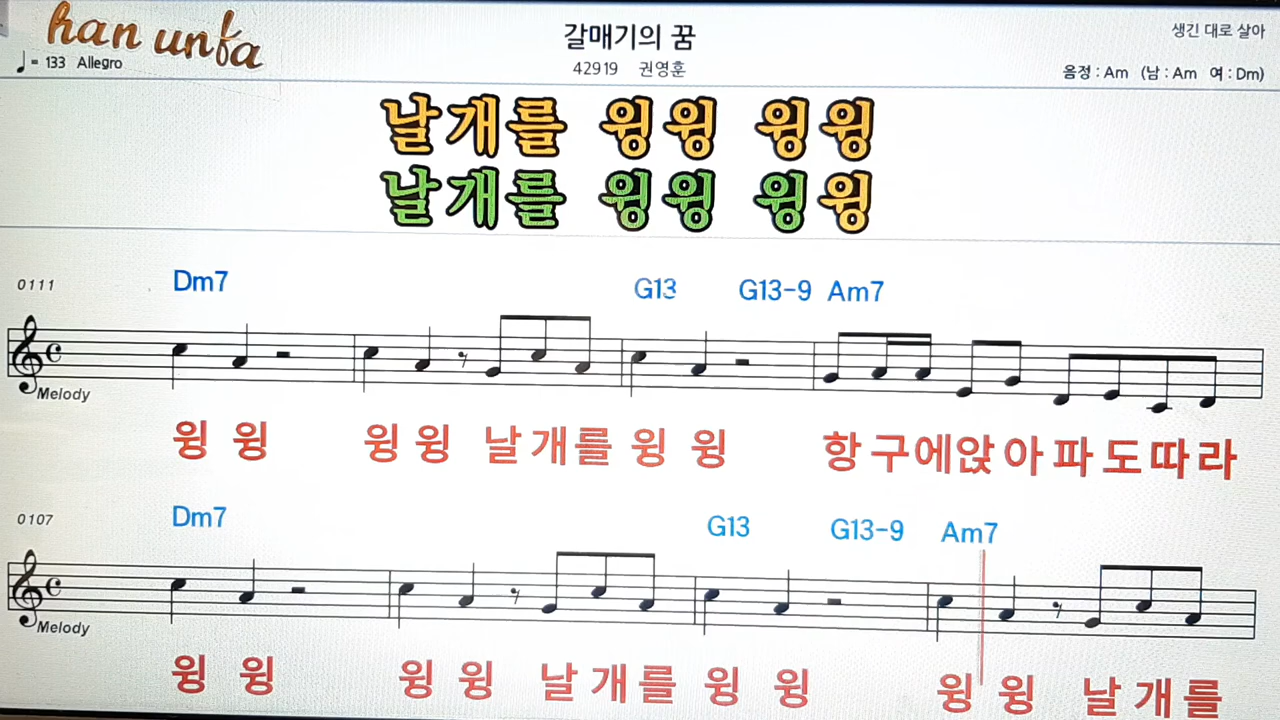 han unfa
갈매기의 꿈
생긴 대로 살아
♩= 133 Allegro
42919 권영훈
음정 : Am (남 : Am 여 : Dm)
날개를 윙윙 윙윙
날개를 윙윙 윙윙
0111 Dm7 G13 G13-9 Am7
Melody
윙 윙 윙 윙 날 개 를 윙 윙 항 구 에 앉 아 파 도 따 라
0107 Dm7 G13 G13-9 Am7
Melody
윙 윙 윙 윙 날 개 를 윙 윙 윙 윙 날 개 를